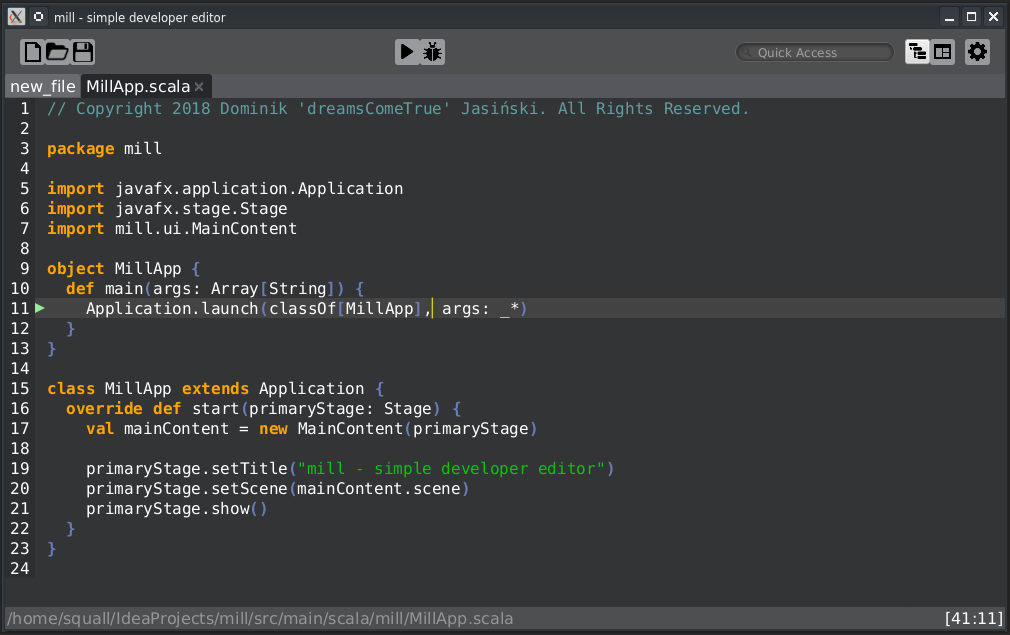 mill - simple developer editor
Quick Access
new_file MillApp.scala
1 // Copyright 2018 Dominik 'dreamsComeTrue' Jasiński. All Rights Reserved.
2
3 package mill
4
5 import javafx.application.Application
6 import javafx.stage.Stage
7 import mill.ui.MainContent
8
9 object MillApp {
10   def main(args: Array[String]) {
11     Application.launch(classOf[MillApp], args: _*)
12   }
13 }
14
15 class MillApp extends Application {
16   override def start(primaryStage: Stage) {
17     val mainContent = new MainContent(primaryStage)
18
19     primaryStage.setTitle("mill - simple developer editor")
20     primaryStage.setScene(mainContent.scene)
21     primaryStage.show()
22   }
23 }
24
/home/squall/IdeaProjects/mill/src/main/scala/mill/MillApp.scala [41:11]